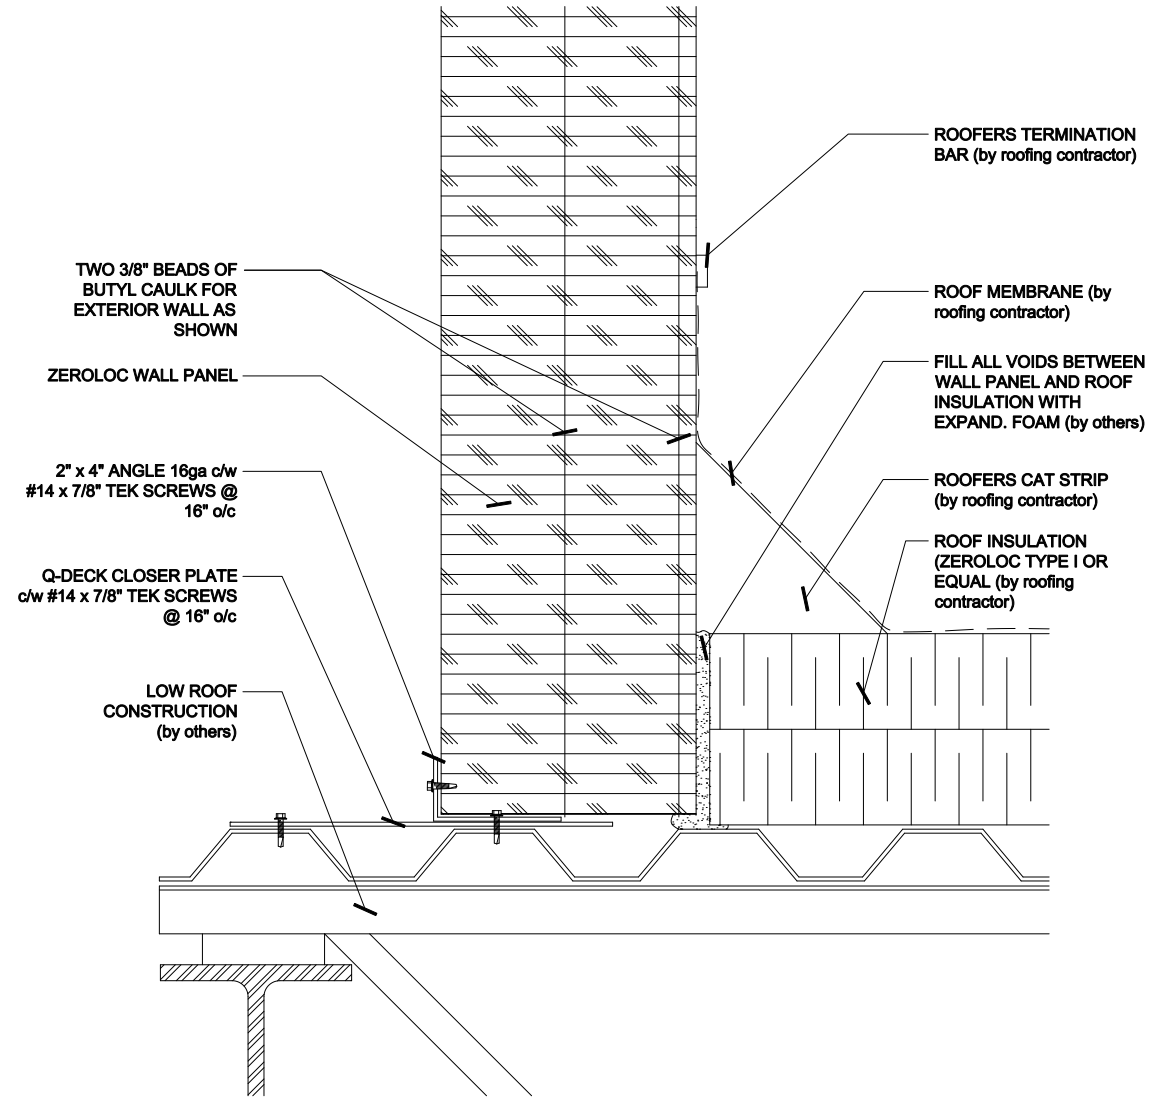 TWO 3/8" BEADS OF
BUTYL CAULK FOR
EXTERIOR WALL AS
SHOWN
ZEROLOC WALL PANEL
2" x 4" ANGLE 16ga c/w
#14 x 7/8" TEK SCREWS @
16" o/c
Q-DECK CLOSER PLATE
c/w #14 x 7/8" TEK SCREWS
@ 16" o/c
LOW ROOF
CONSTRUCTION
(by others)
ROOFERS TERMINATION
BAR (by roofing contractor)
ROOF MEMBRANE (by
roofing contractor)
FILL ALL VOIDS BETWEEN
WALL PANEL AND ROOF
INSULATION WITH
EXPAND. FOAM (by others)
ROOFERS CAT STRIP
(by roofing contractor)
ROOF INSULATION
(ZEROLOC TYPE I OR
EQUAL (by roofing
contractor)